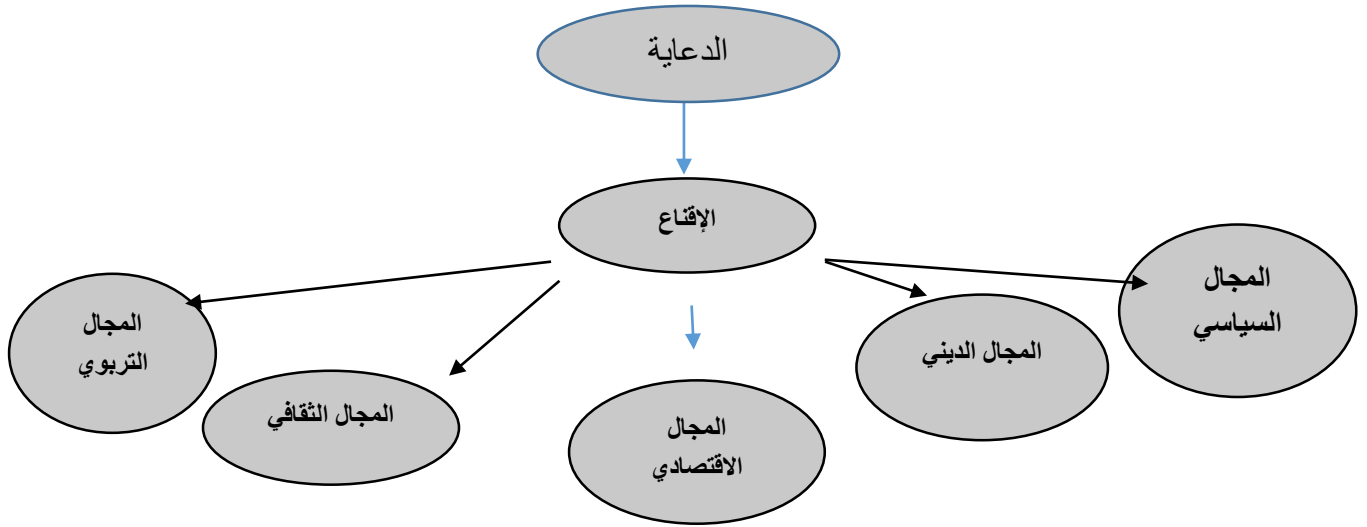 الدعاية
الإقناع
المجال
السياسي
المجال الديني
المجال
الاقتصادي
المجال الثقافي
المجال
التربوي